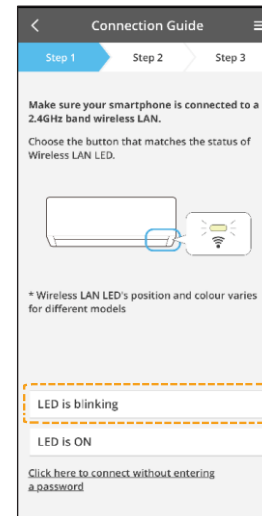 Connection Guide
Step 1
Step 2
Step 3
Make sure your smartphone is connected to a
2.4GHz band wireless LAN.
Choose the button that matches the status of
Wireless LAN LED.
* Wireless LAN LED's position and colour varies
for different models
LED is blinking
LED is ON
Click here to connect without entering
a password